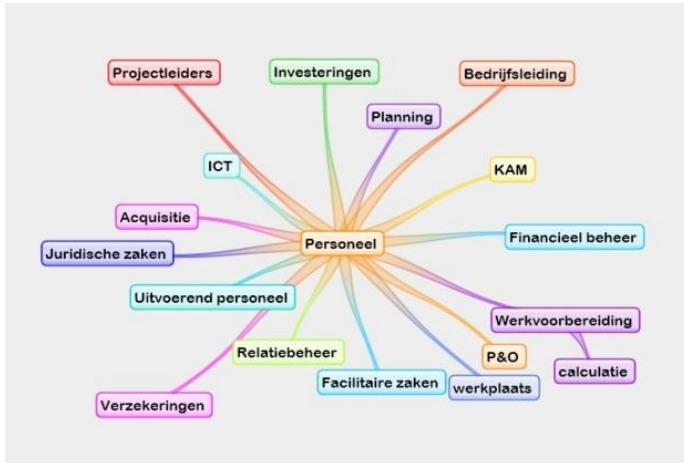 Projectleiders
Investeringen
Bedrijfsleiding
Planning
ICT
KAM
Acquisitie
Personeel
Financieel beheer
Juridische zaken
Uitvoerend personeel
Werkvoorbereiding
Relatiebeheer
P&O
calculatie
Facilitaire zaken
werkplaats
Verzekeringen